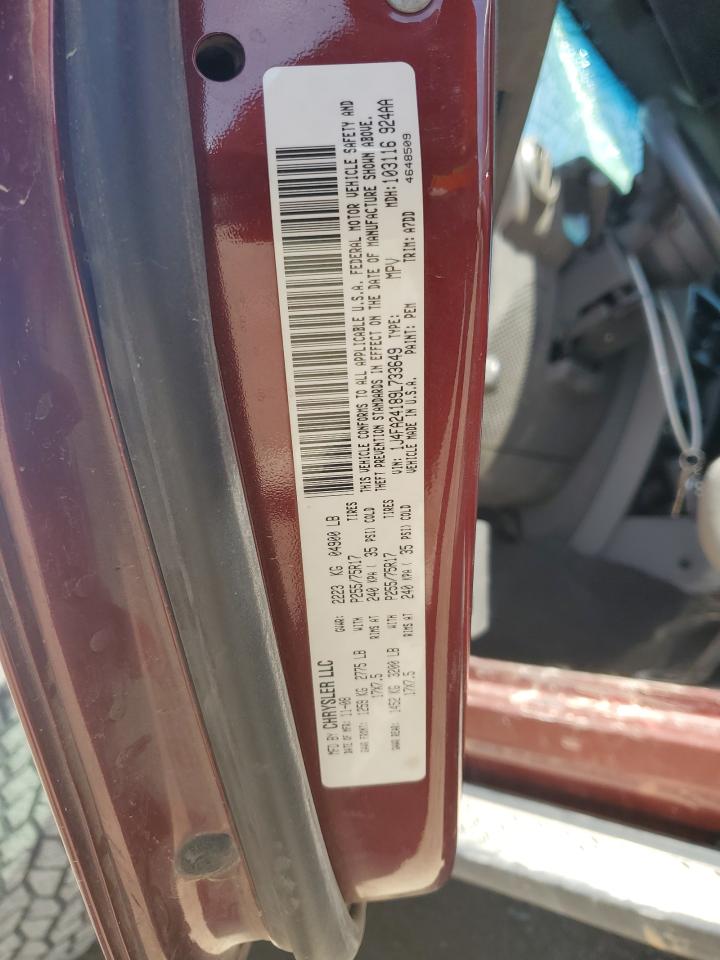 MFD BY CHRYSLER LLC
DATE OF MFR: 11-08 GVWR: 2223 KG 04900 LB
GAWR FRONT: 1259 KG 2775 LB WITH P255/75R17 TIRES
17X7.5 RIMS AT 240 KPA ( 35 PSI) COLD
GAWR REAR: 1452 KG 3200 LB WITH P255/75R17 TIRES
17X7.5 RIMS AT 240 KPA ( 35 PSI) COLD
THIS VEHICLE CONFORMS TO ALL APPLICABLE U.S.A. FEDERAL MOTOR VEHICLE SAFETY AND
THEFT PREVENTION STANDARDS IN EFFECT ON THE DATE OF MANUFACTURE SHOWN ABOVE.
VIN: 1J4FA24189L733649 TYPE: MPV MDH: 103116 924AA
VEHICLE MADE IN U.S.A. PAINT: PEM TRIM: A7DD 4648509